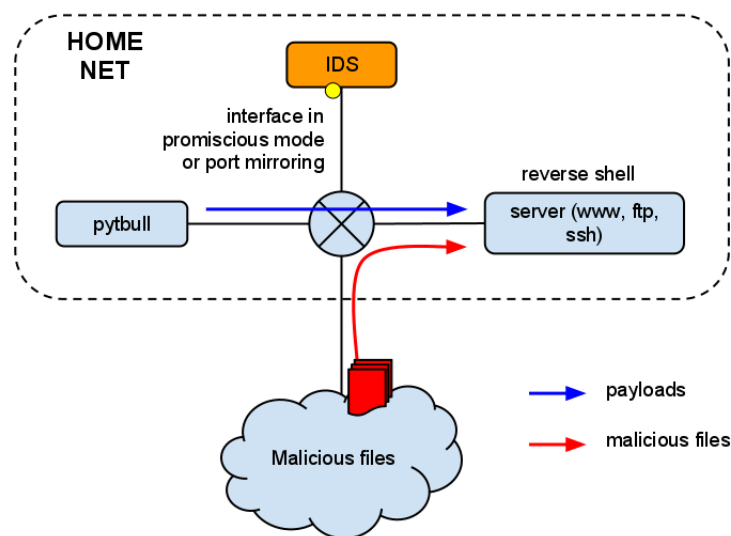 HOME
NET
IDS
interface in
promiscious mode
or port mirroring
reverse shell
pytbull
server (www, ftp,
ssh)
payloads
malicious files
Malicious files